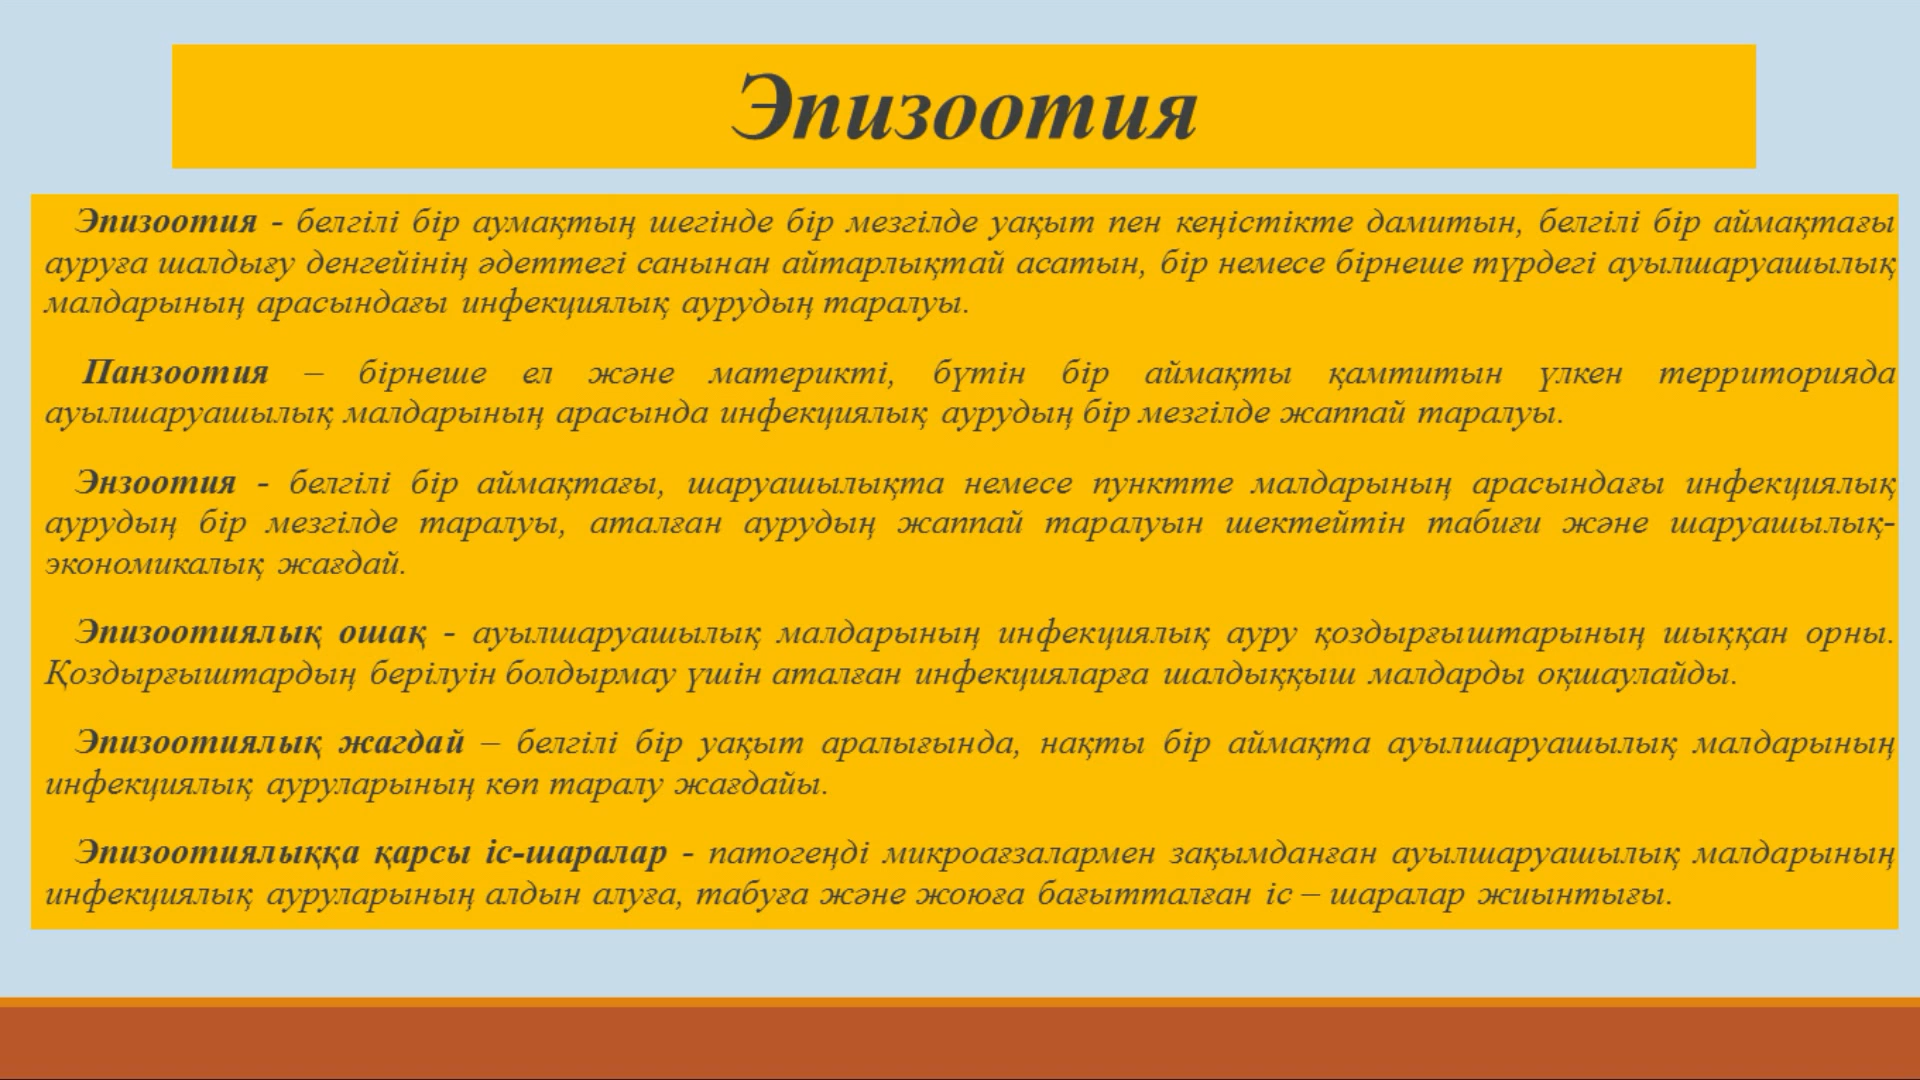 Эпизоотия
Эпизоотия - белгілі бір аумақтың шегінде бір мезгілде уақыт пен кеңістікте дамитын, белгілі бір аймақтағы
ауруға шалдығу денгейінің әдеттегі санынан айтарлықтай асатын, бір немесе бірнеше түрдегі ауылшаруашылық
малдарының арасындағы инфекциялық аурудың таралуы.
Панзоотия – бірнеше ел және материкті, бүтін бір аймақты қамтитын үлкен территорияда
ауылшаруашылық малдарының арасында инфекциялық аурудың бір мезгілде жаппай таралуы.
Энзоотия - белгілі бір аймақтағы, шаруашылықта немесе пунктте малдарының арасындағы инфекциялық
аурудың бір мезгілде таралуы, аталған аурудың жаппай таралуын шектейтін табиғи және шаруашылық-
экономикалық жағдай.
Эпизоотиялық ошақ - ауылшаруашылық малдарының инфекциялық ауру қоздырғыштарының шыққан орны.
Қоздырғыштардың берілуін болдырмау үшін аталған инфекцияларға шалдыққыш малдарды оқшаулайды.
Эпизоотиялық жагдай – белгілі бір уақыт аралығында, нақты бір аймақта ауылшаруашылық малдарының
инфекциялық ауруларының көп таралу жағдайы.
Эпизоотиялыққа қарсы іс-шаралар - патогеңді микроағзалармен зақымданған ауылшаруашылық малдарының
инфекциялық ауруларының алдын алуға, табуға және жоюға бағытталған іс – шаралар жиынтығы.